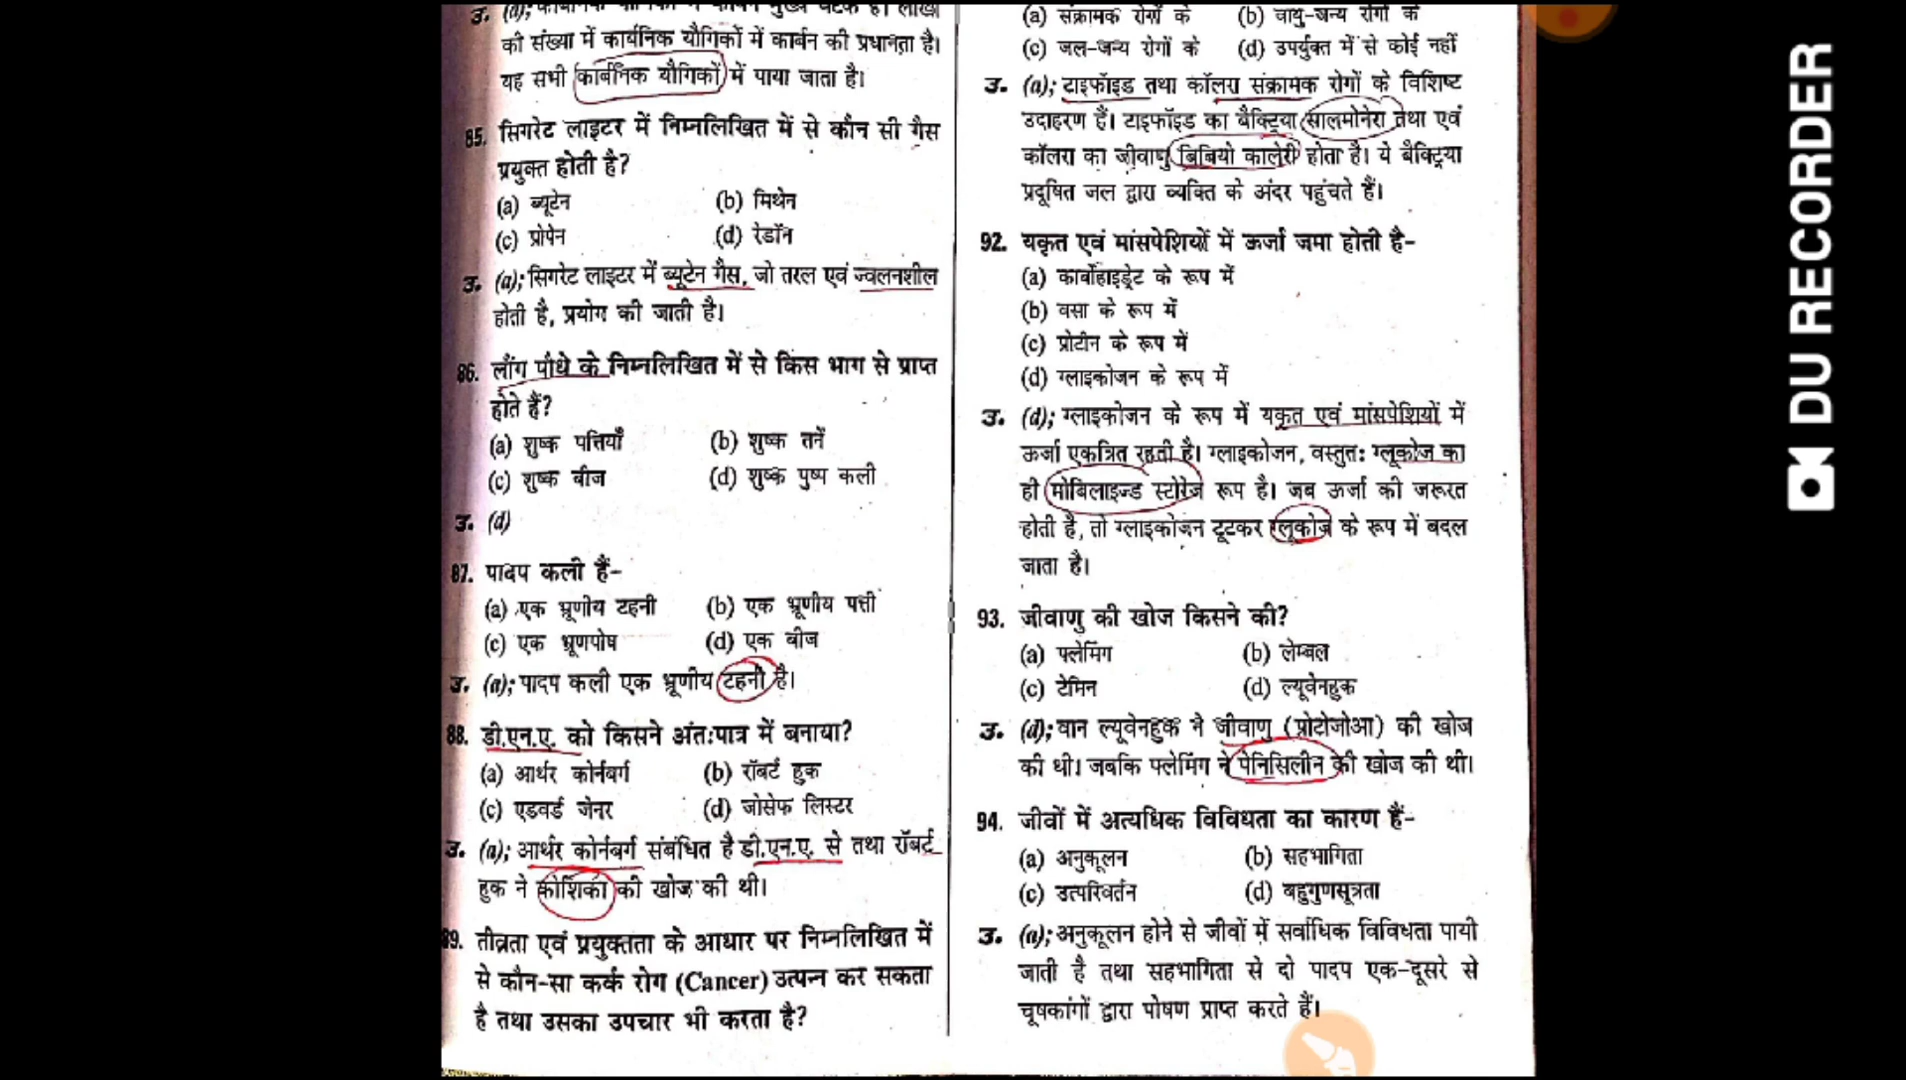 उ. (a); कार्बनिक यौगिकों में कार्बन मुख्य घटक है। लाखों
की संख्या में कार्बनिक यौगिकों में कार्बन की प्रधानता है।
यह सभी कार्बनिक यौगिकों में पाया जाता है।
85. सिगरेट लाइटर में निम्नलिखित में से कौन सी गैस
प्रयुक्त होती है?
(a) ब्यूटेन (b) मिथेन
(c) प्रोपेन (d) रेडॉन
उ. (a); सिगरेट लाइटर में ब्यूटेन गैस, जो तरल एवं ज्वलनशील
होती है, प्रयोग की जाती है।
86. लौंग पौधे के निम्नलिखित में से किस भाग से प्राप्त
होते हैं?
(a) शुष्क पत्तियाँ (b) शुष्क तनें
(c) शुष्क बीज (d) शुष्क पुष्प कली
उ. (d)
87. पादप कली हैं-
(a) एक भ्रूणीय टहनी (b) एक भ्रूणीय पत्ती
(c) एक भ्रूणपोष (d) एक बीज
उ. (a); पादप कली एक भ्रूणीय टहनी है।
88. डी.एन.ए. को किसने अंतःपात्र में बनाया?
(a) आर्थर कोर्नबर्ग (b) रॉबर्ट हुक
(c) एडवर्ड जेनर (d) जोसेफ लिस्टर
उ. (a); आर्थर कोर्नबर्ग संबंधित है डी.एन.ए. से तथा रॉबर्ट
हुक ने कोशिका की खोज की थी।
89. तीव्रता एवं प्रयुक्तता के आधार पर निम्नलिखित में
से कौन-सा कर्क रोग (Cancer) उत्पन्न कर सकता
है तथा उसका उपचार भी करता है?
(a) संक्रामक रोगों के (b) वायु-जन्य रोगों के
(c) जल-जन्य रोगों के (d) उपर्युक्त में से कोई नहीं
उ. (a); टाइफॉइड तथा कॉलरा संक्रामक रोगों के विशिष्ट
उदाहरण हैं। टाइफॉइड का बैक्ट्रिया सालमोनेरा तथा एवं
कॉलरा का जीवाणु बिबियो कालेरी होता है। ये बैक्ट्रिया
प्रदूषित जल द्वारा व्यक्ति के अंदर पहुंचते हैं।
92. यकृत एवं मांसपेशियों में ऊर्जा जमा होती है-
(a) कार्बोहाइड्रेट के रूप में
(b) वसा के रूप में
(c) प्रोटीन के रूप में
(d) ग्लाइकोजन के रूप में
उ. (d); ग्लाइकोजन के रूप में यकृत एवं मांसपेशियों में
ऊर्जा एकत्रित रहती है। ग्लाइकोजन, वस्तुतः ग्लूकोज का
ही मोबिलाइज्ड स्टोरेज रूप है। जब ऊर्जा की जरूरत
होती है, तो ग्लाइकोजन टूटकर ग्लूकोज के रूप में बदल
जाता है।
93. जीवाणु की खोज किसने की?
(a) फ्लेमिंग (b) लेम्बल
(c) टेमिन (d) ल्यूवेनहुक
उ. (d); वान ल्यूवेनहुक ने जीवाणु (प्रोटोजोआ) की खोज
की थी। जबकि फ्लेमिंग ने पेनिसिलीन की खोज की थी।
94. जीवों में अत्यधिक विविधता का कारण हैं-
(a) अनुकूलन (b) सहभागिता
(c) उत्परिवर्तन (d) बहुगुणसूत्रता
उ. (a); अनुकूलन होने से जीवों में सर्वाधिक विविधता पायी
जाती है तथा सहभागिता से दो पादप एक-दूसरे से
चूषकांगों द्वारा पोषण प्राप्त करते हैं।
DU RECORDER